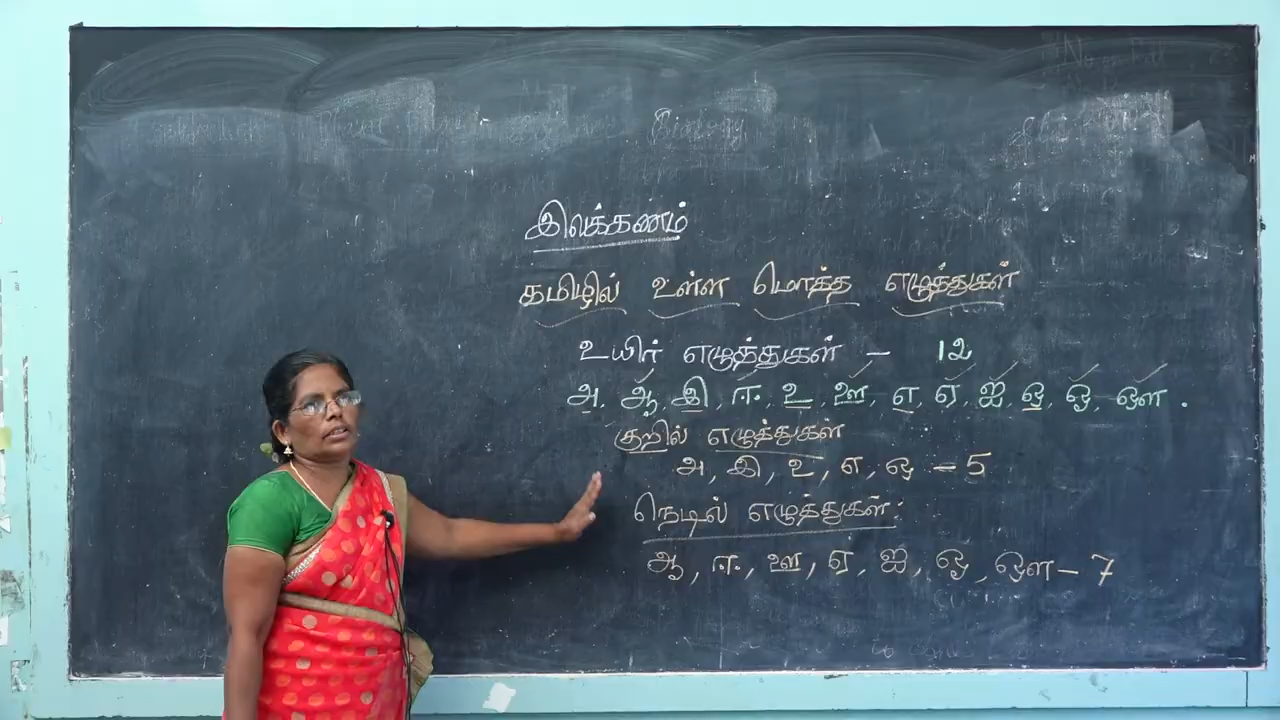 இலக்கணம்
தமிழில் உள்ள மொத்த எழுத்துகள்
உயிர் எழுத்துகள் - 12
அ, ஆ, இ, ஈ, உ, ஊ, எ, ஏ, ஐ, ஒ, ஓ, ஔ.
குறில் எழுத்துகள்
அ, இ, உ, எ, ஒ - 5
நெடில் எழுத்துகள்:
ஆ, ஈ, ஊ, ஏ, ஐ, ஓ, ஔ - 7